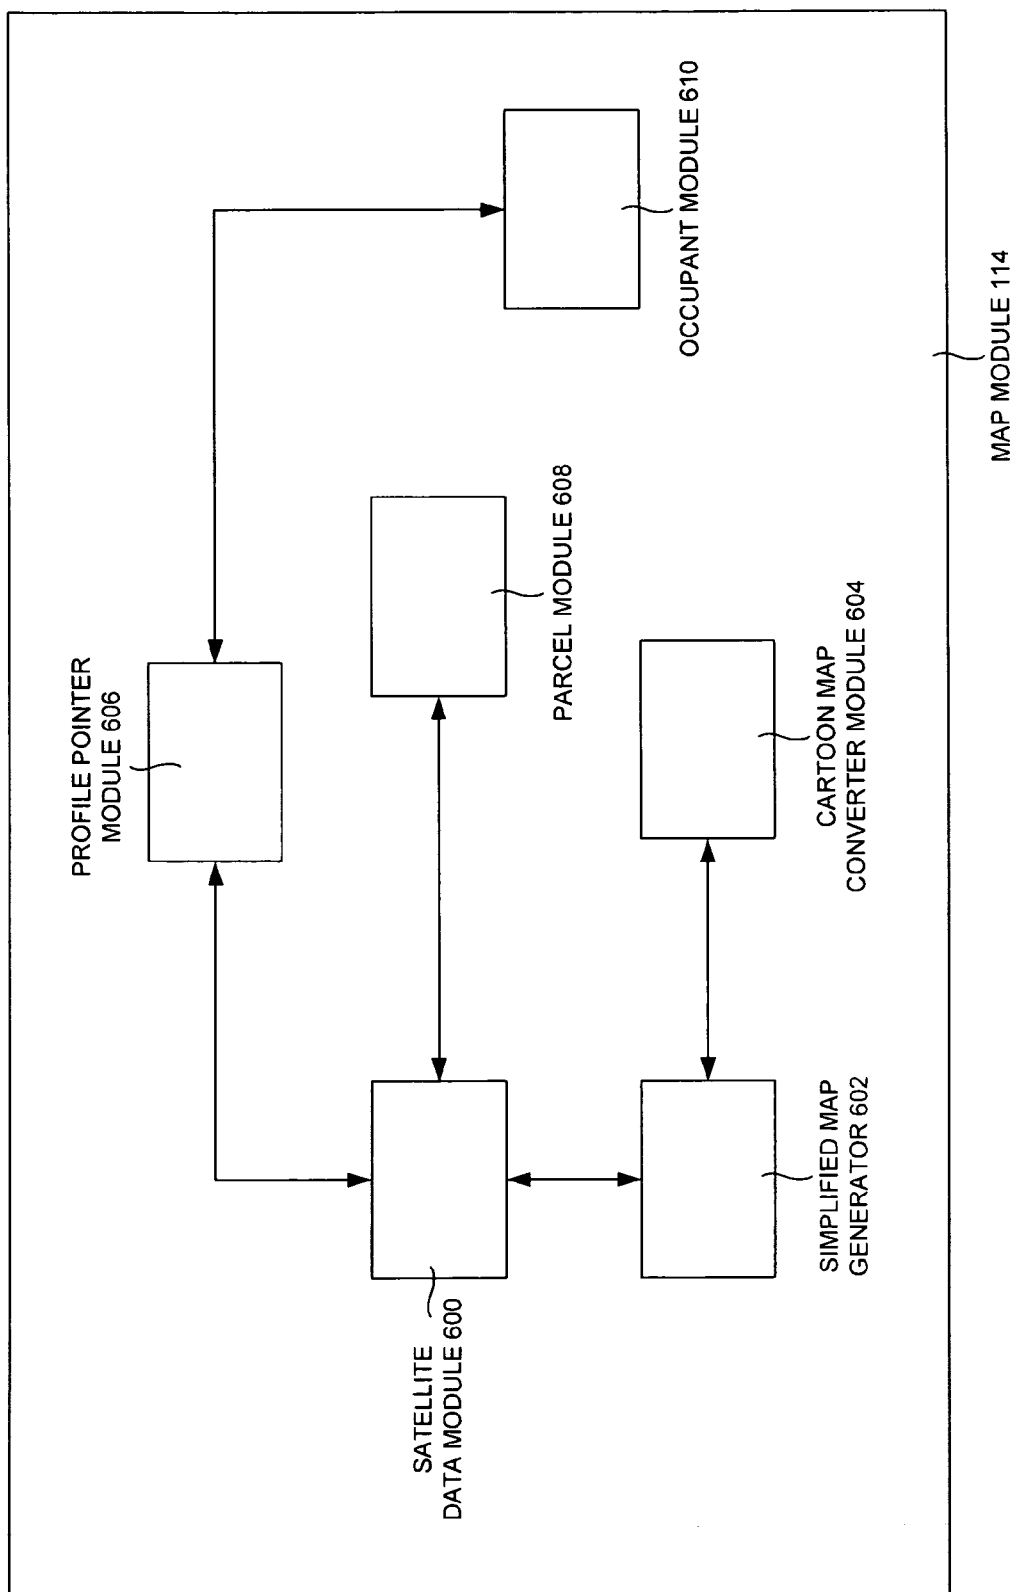 PROFILE POINTER
MODULE 606
SATELLITE
DATA MODULE 600
PARCEL MODULE 608
OCCUPANT MODULE 610
SIMPLIFIED MAP
GENERATOR 602
CARTOON MAP
CONVERTER MODULE 604
MAP MODULE 114